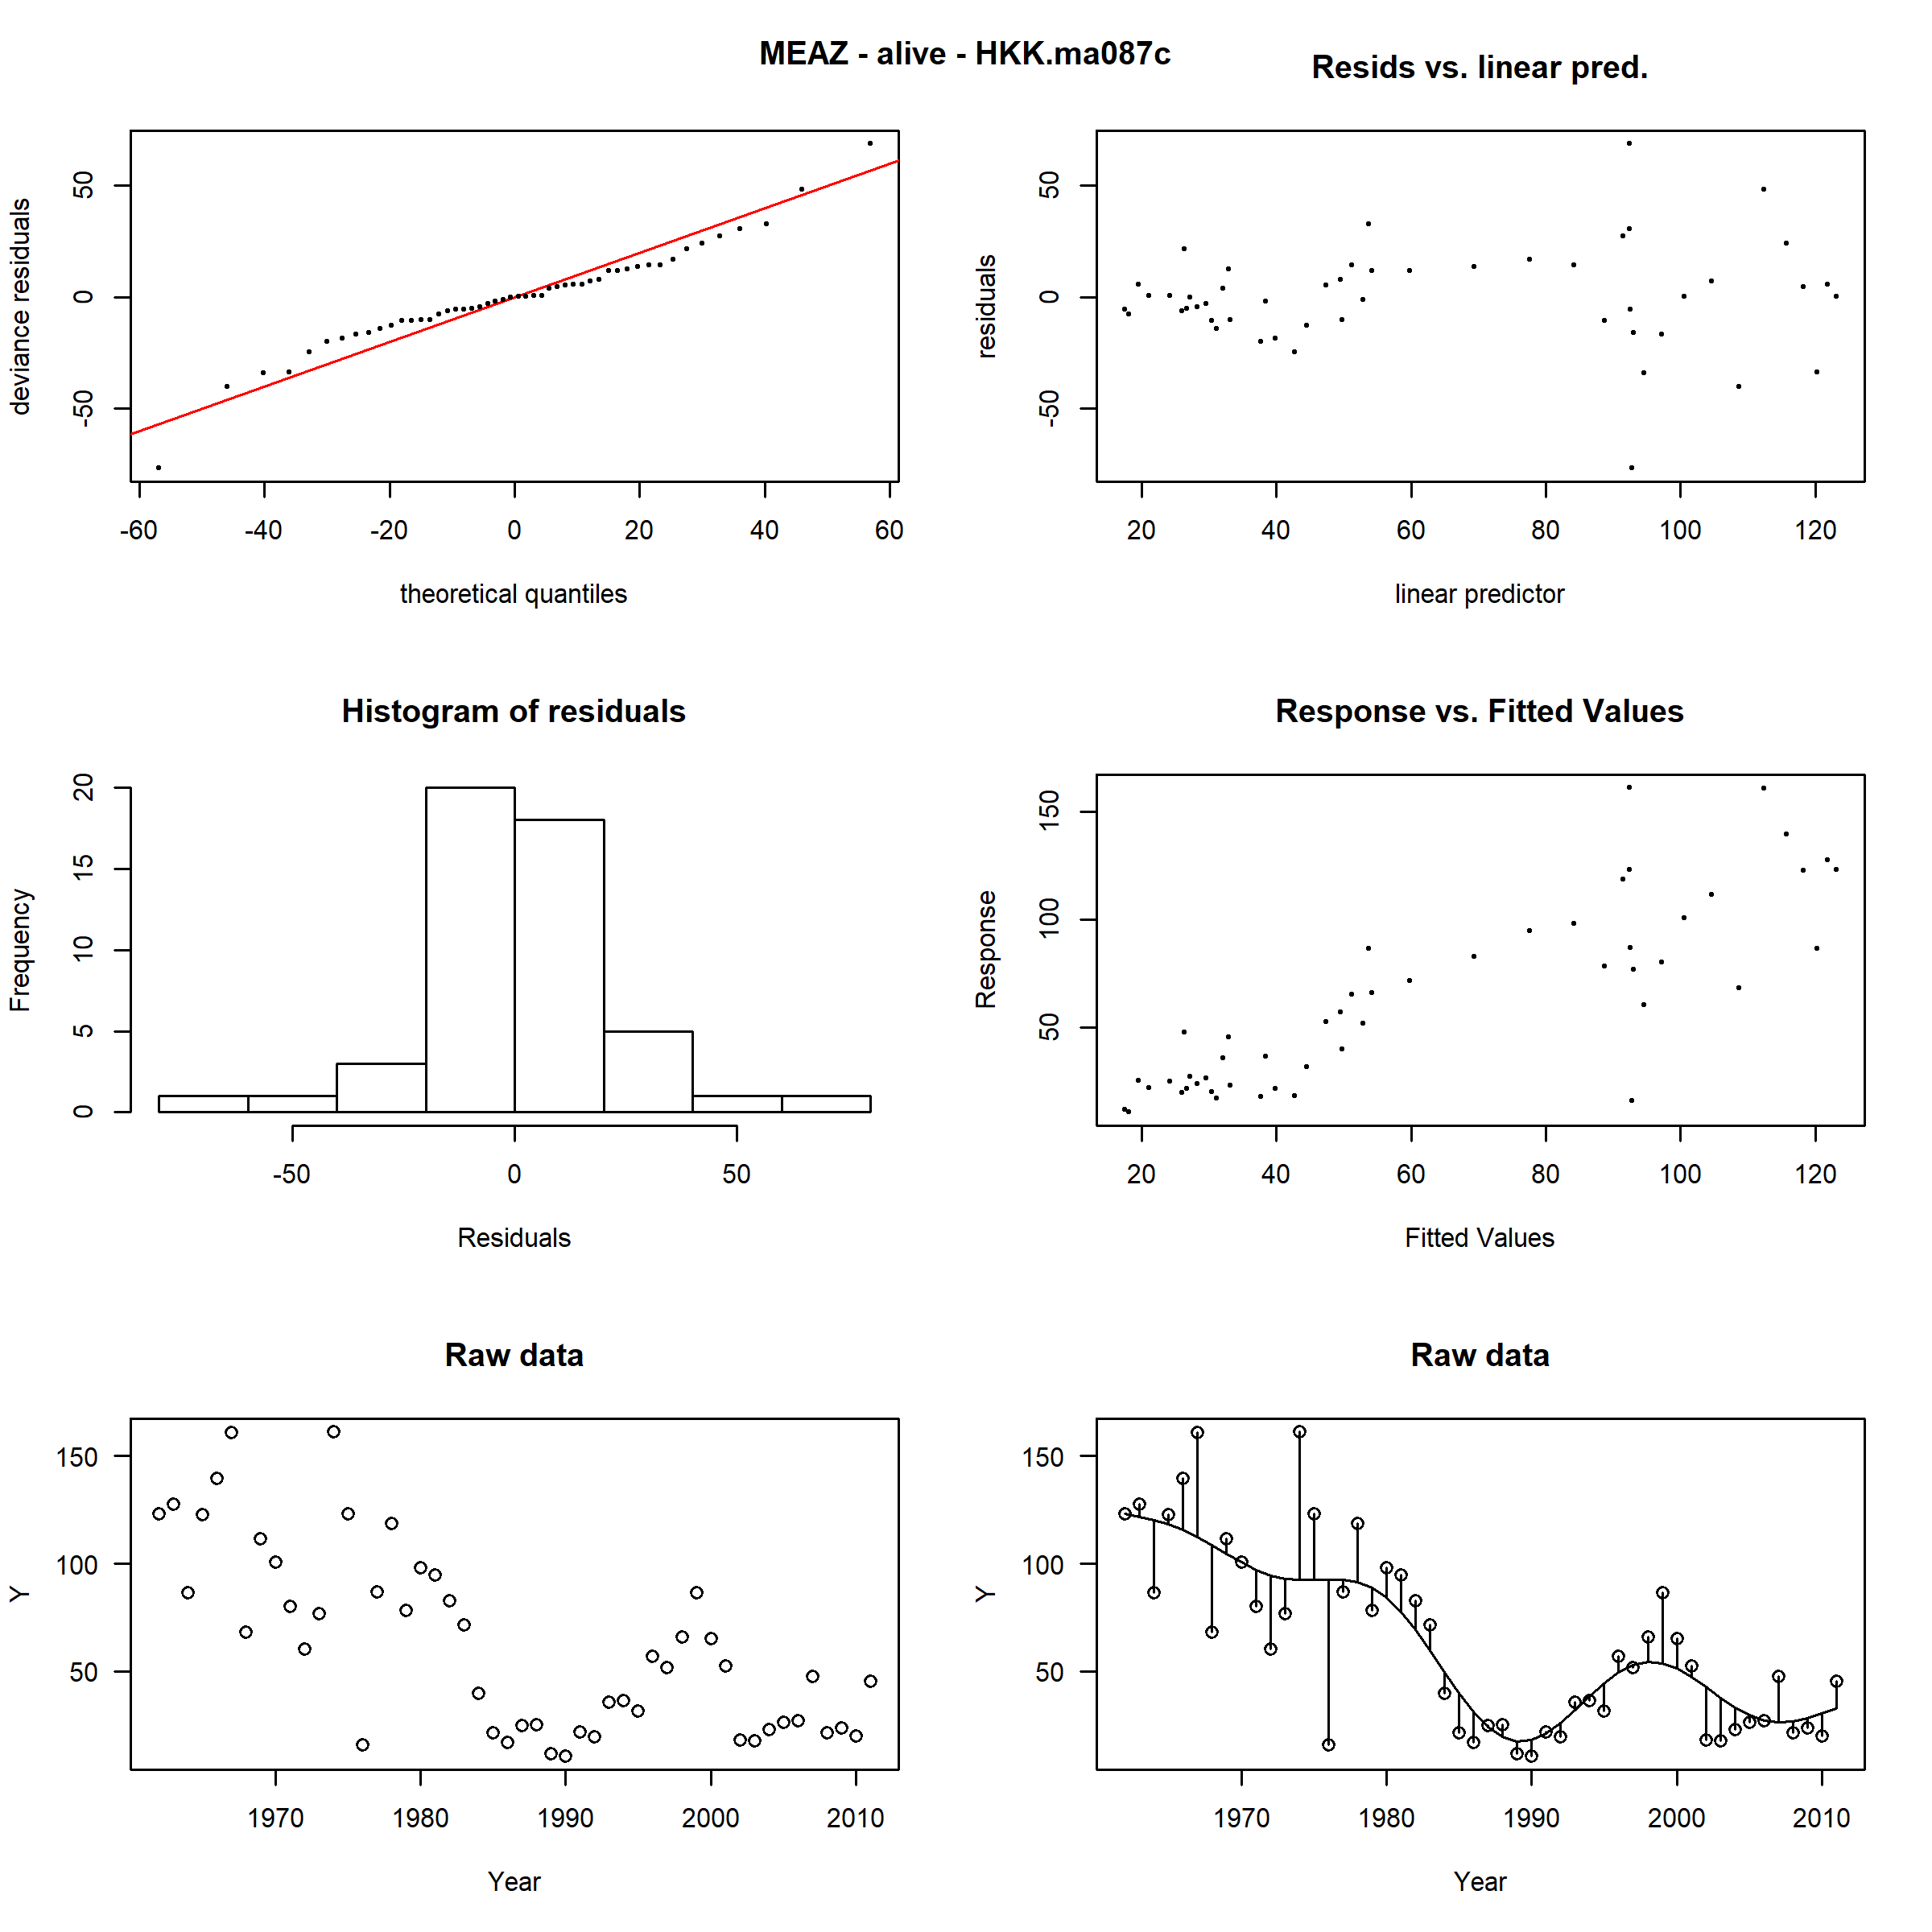 MEAZ - alive - HKK.ma087c
Resids vs. linear pred.
deviance residuals
50
0
-50
-60 -40 -20 0 20 40 60
theoretical quantiles
residuals
50
0
-50
20 40 60 80 100 120
linear predictor
Histogram of residuals
Frequency
20
15
10
5
0
-50 0 50
Residuals
Response vs. Fitted Values
Response
150
100
50
20 40 60 80 100 120
Fitted Values
Raw data
Y
150
100
50
1970 1980 1990 2000 2010
Year
Raw data
Y
150
100
50
1970 1980 1990 2000 2010
Year